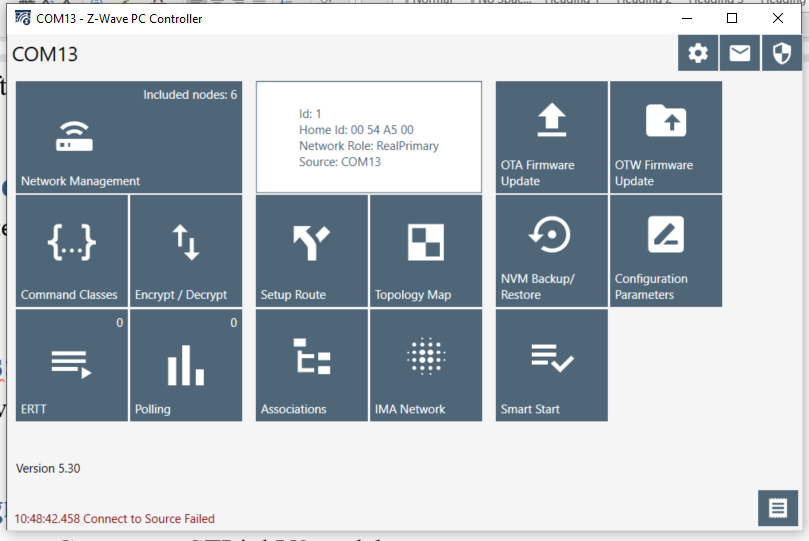 COM13 - Z-Wave PC Controller
COM13
Included nodes: 6
Network Management
Id: 1
Home Id: 00 54 A5 00
Network Role: RealPrimary
Source: COM13
OTA Firmware
Update
OTW Firmware
Update
{...}
Command Classes
Encrypt / Decrypt
Setup Route
Topology Map
NVM Backup/
Restore
Configuration
Parameters
0
ERTT
0
Polling
Associations
IMA Network
Smart Start
Version 5.30
10:48:42.458 Connect to Source Failed